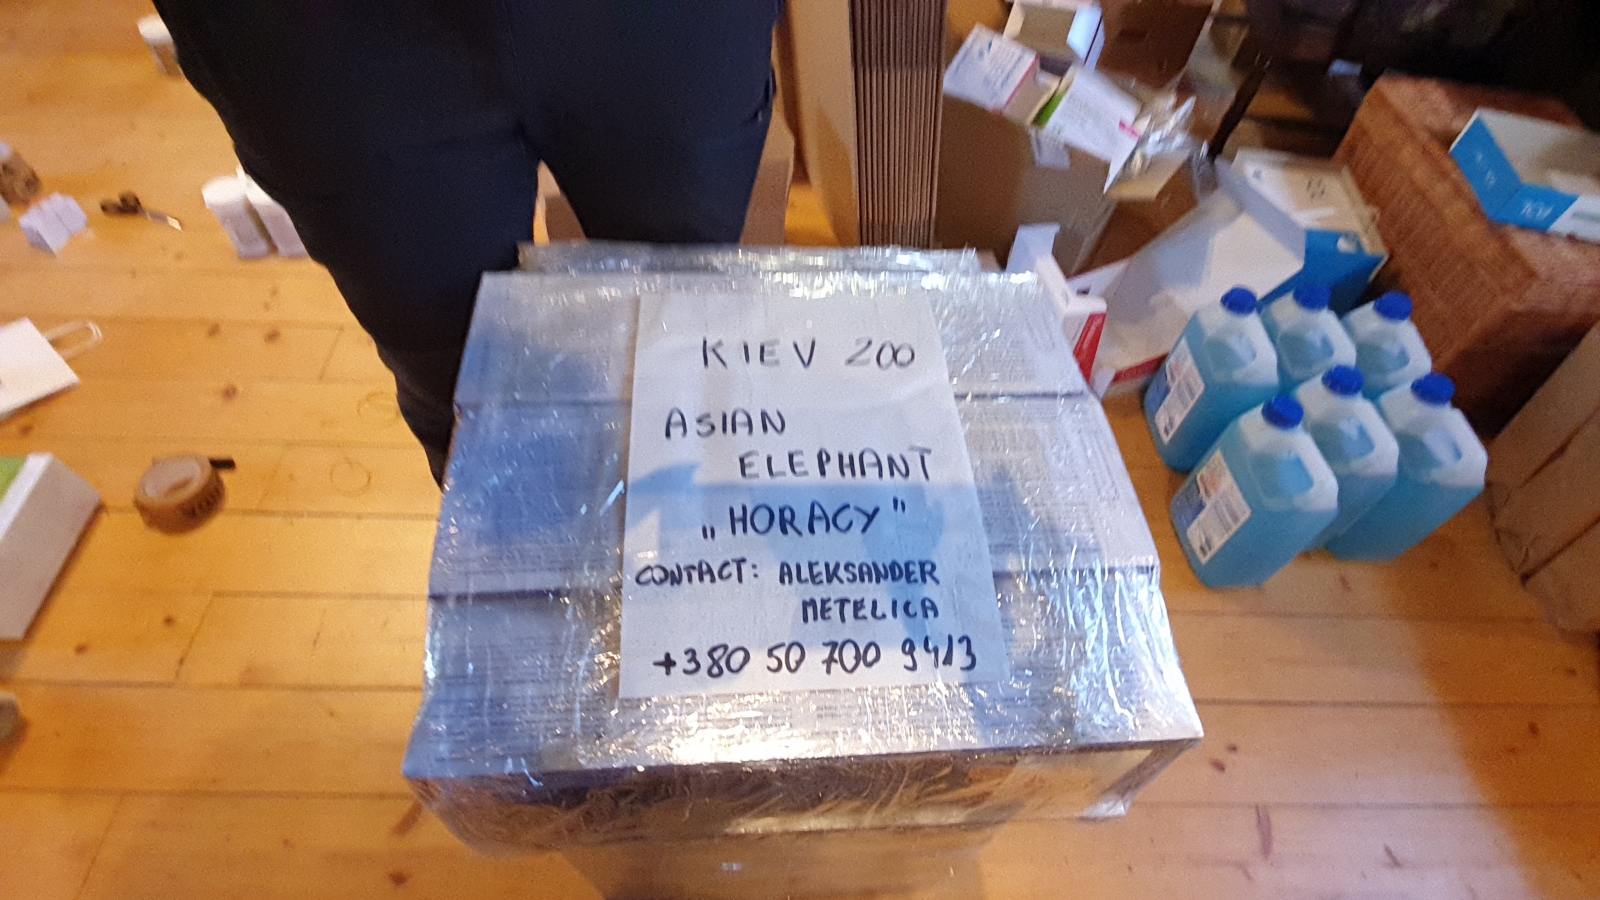 KIEV ZOO
ASIAN
ELEPHANT
„HORACY"
CONTACT: ALEKSANDER
METELICA
+380 50 700 9413